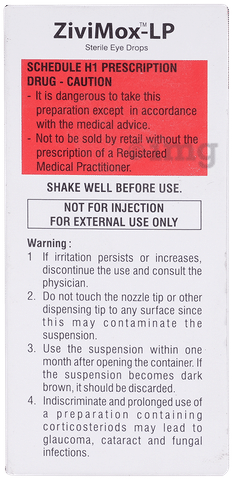 ZiviMox™-LP
Sterile Eye Drops
SCHEDULE H1 PRESCRIPTION
DRUG - CAUTION
- It is dangerous to take this
preparation except in accordance
with the medical advice.
- Not to be sold by retail without the
prescription of a Registered
Medical Practitioner.
SHAKE WELL BEFORE USE.
NOT FOR INJECTION
FOR EXTERNAL USE ONLY
Warning :
1 If irritation persists or increases,
discontinue the use and consult the
physician.
2. Do not touch the nozzle tip or other
dispensing tip to any surface since
this may contaminate the
suspension.
3. Use the suspension within one
month after opening the container. If
the suspension becomes dark
brown, it should be discarded.
4. Indiscriminate and prolonged use of
a preparation containing
corticosteriods may lead to
glaucoma, cataract and fungal
infections.